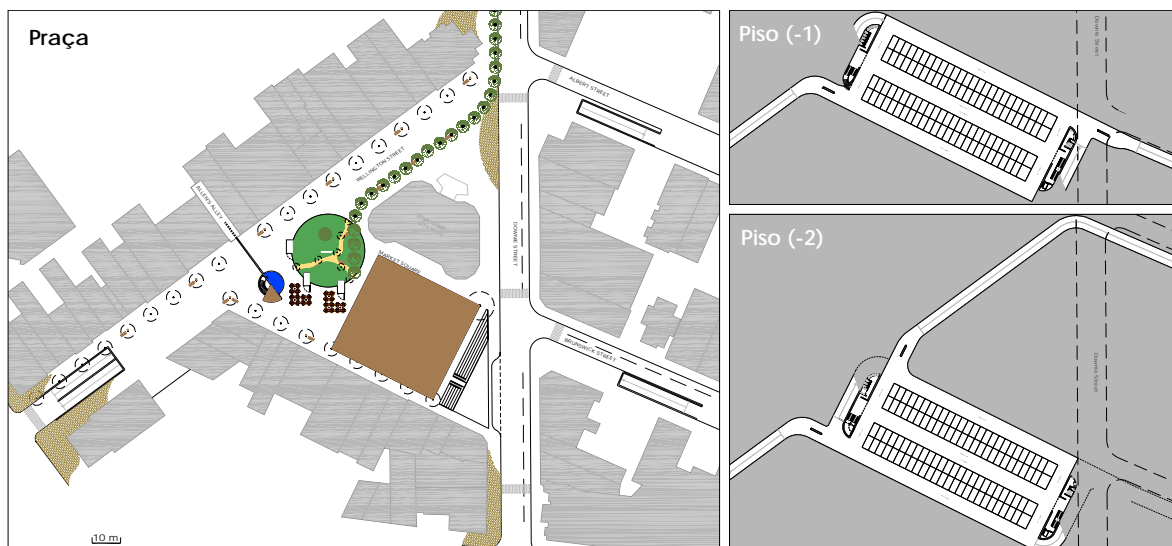 Praça
ALBERT STREET
WELLINGTON STREET
ALLEN'S ALLEY
DOWNIE STREET
MARKET SQUARE
BRUNSWICK STREET
10 m
Piso (-1)
Downie Street
Piso (-2)
Downie Street